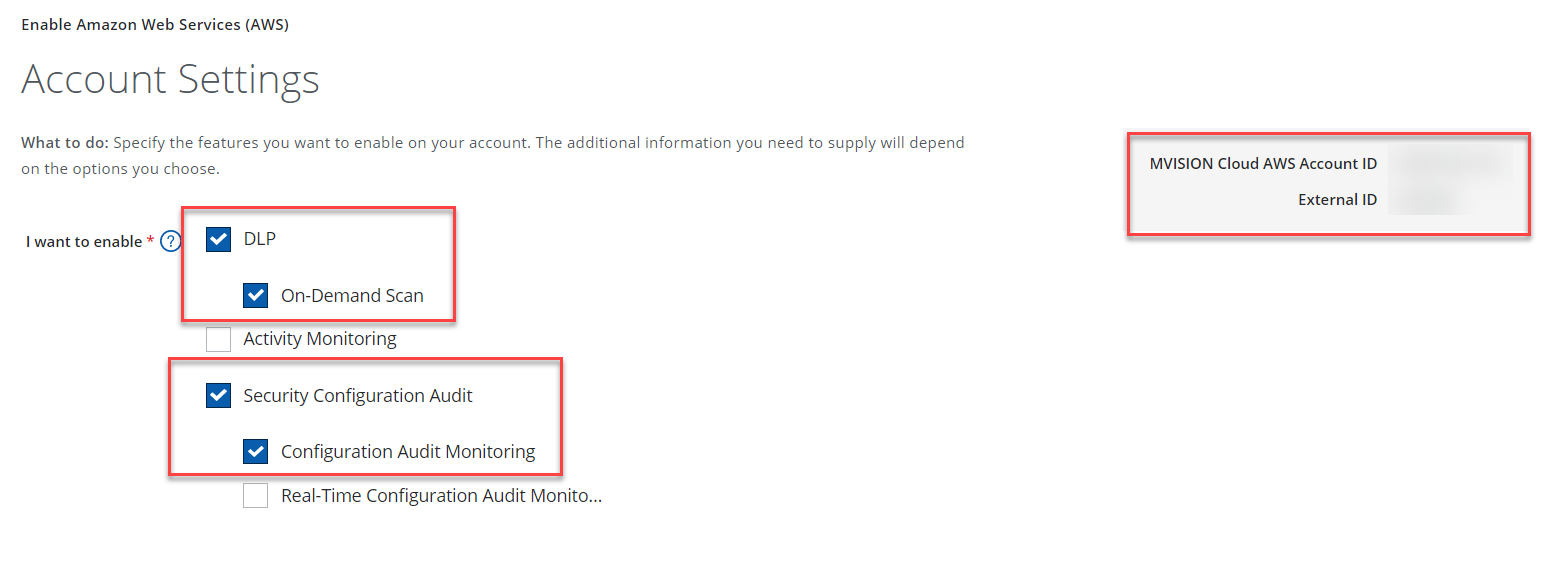 Enable Amazon Web Services (AWS)
Account Settings
What to do: Specify the features you want to enable on your account. The additional information you need to supply will depend
on the options you choose.
MVISION Cloud AWS Account ID
External ID
I want to enable * ?
DLP
On-Demand Scan
Activity Monitoring
Security Configuration Audit
Configuration Audit Monitoring
Real-Time Configuration Audit Monito...